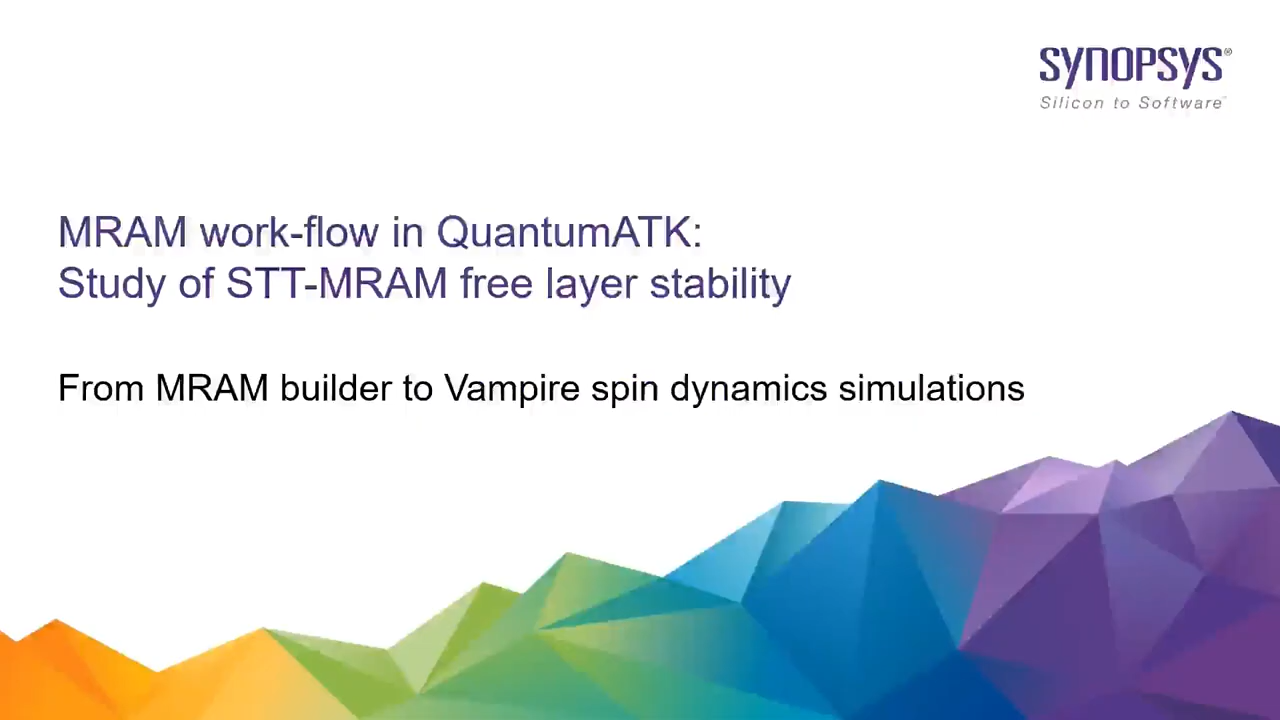 SYNOPSYS®
Silicon to Software™
MRAM work-flow in QuantumATK:
Study of STT-MRAM free layer stability
From MRAM builder to Vampire spin dynamics simulations